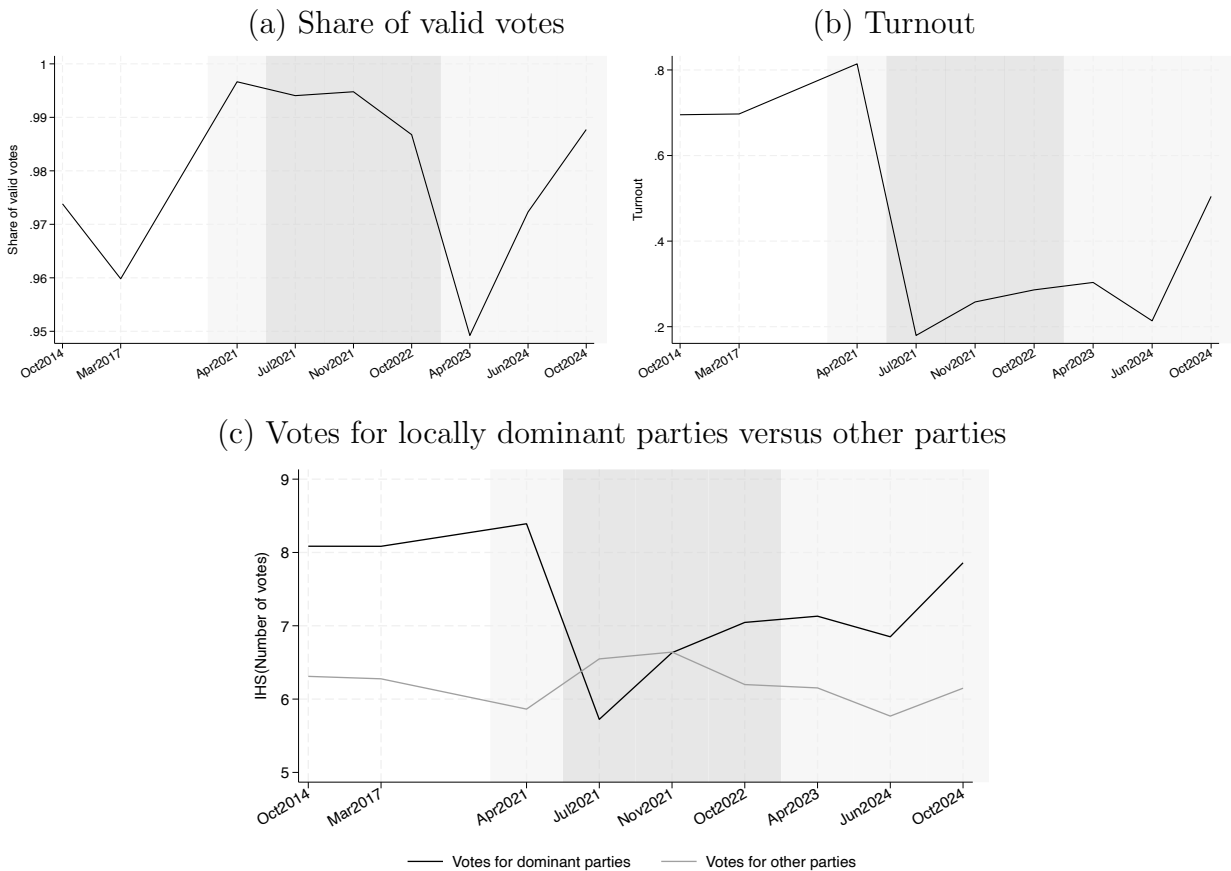 (a) Share of valid votes
1
.99
.98
.97
.96
.95
Share of valid votes
Oct2014
Mar2017
Apr2021
Jul2021
Nov2021
Oct2022
Apr2023
Jun2024
Oct2024
(b) Turnout
.8
.6
.4
.2
Turnout
Oct2014
Mar2017
Apr2021
Jul2021
Nov2021
Oct2022
Apr2023
Jun2024
Oct2024
(c) Votes for locally dominant parties versus other parties
9
8
7
6
5
IHS(Number of votes)
Oct2014
Mar2017
Apr2021
Jul2021
Nov2021
Oct2022
Apr2023
Jun2024
Oct2024
Votes for dominant parties
Votes for other parties